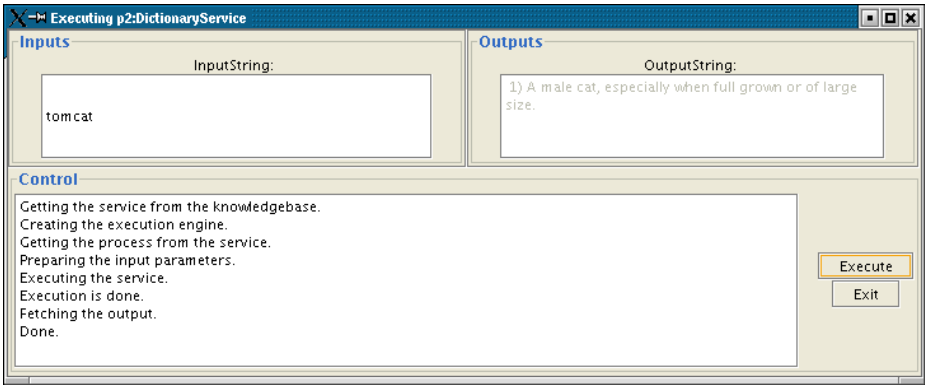 Executing p2:DictionaryService
Inputs
InputString:
tomcat
Outputs
OutputString:
1) A male cat, especially when full grown or of large
size.
Control
Getting the service from the knowledgebase.
Creating the execution engine.
Getting the process from the service.
Preparing the input parameters.
Executing the service.
Execution is done.
Fetching the output.
Done.
Execute
Exit